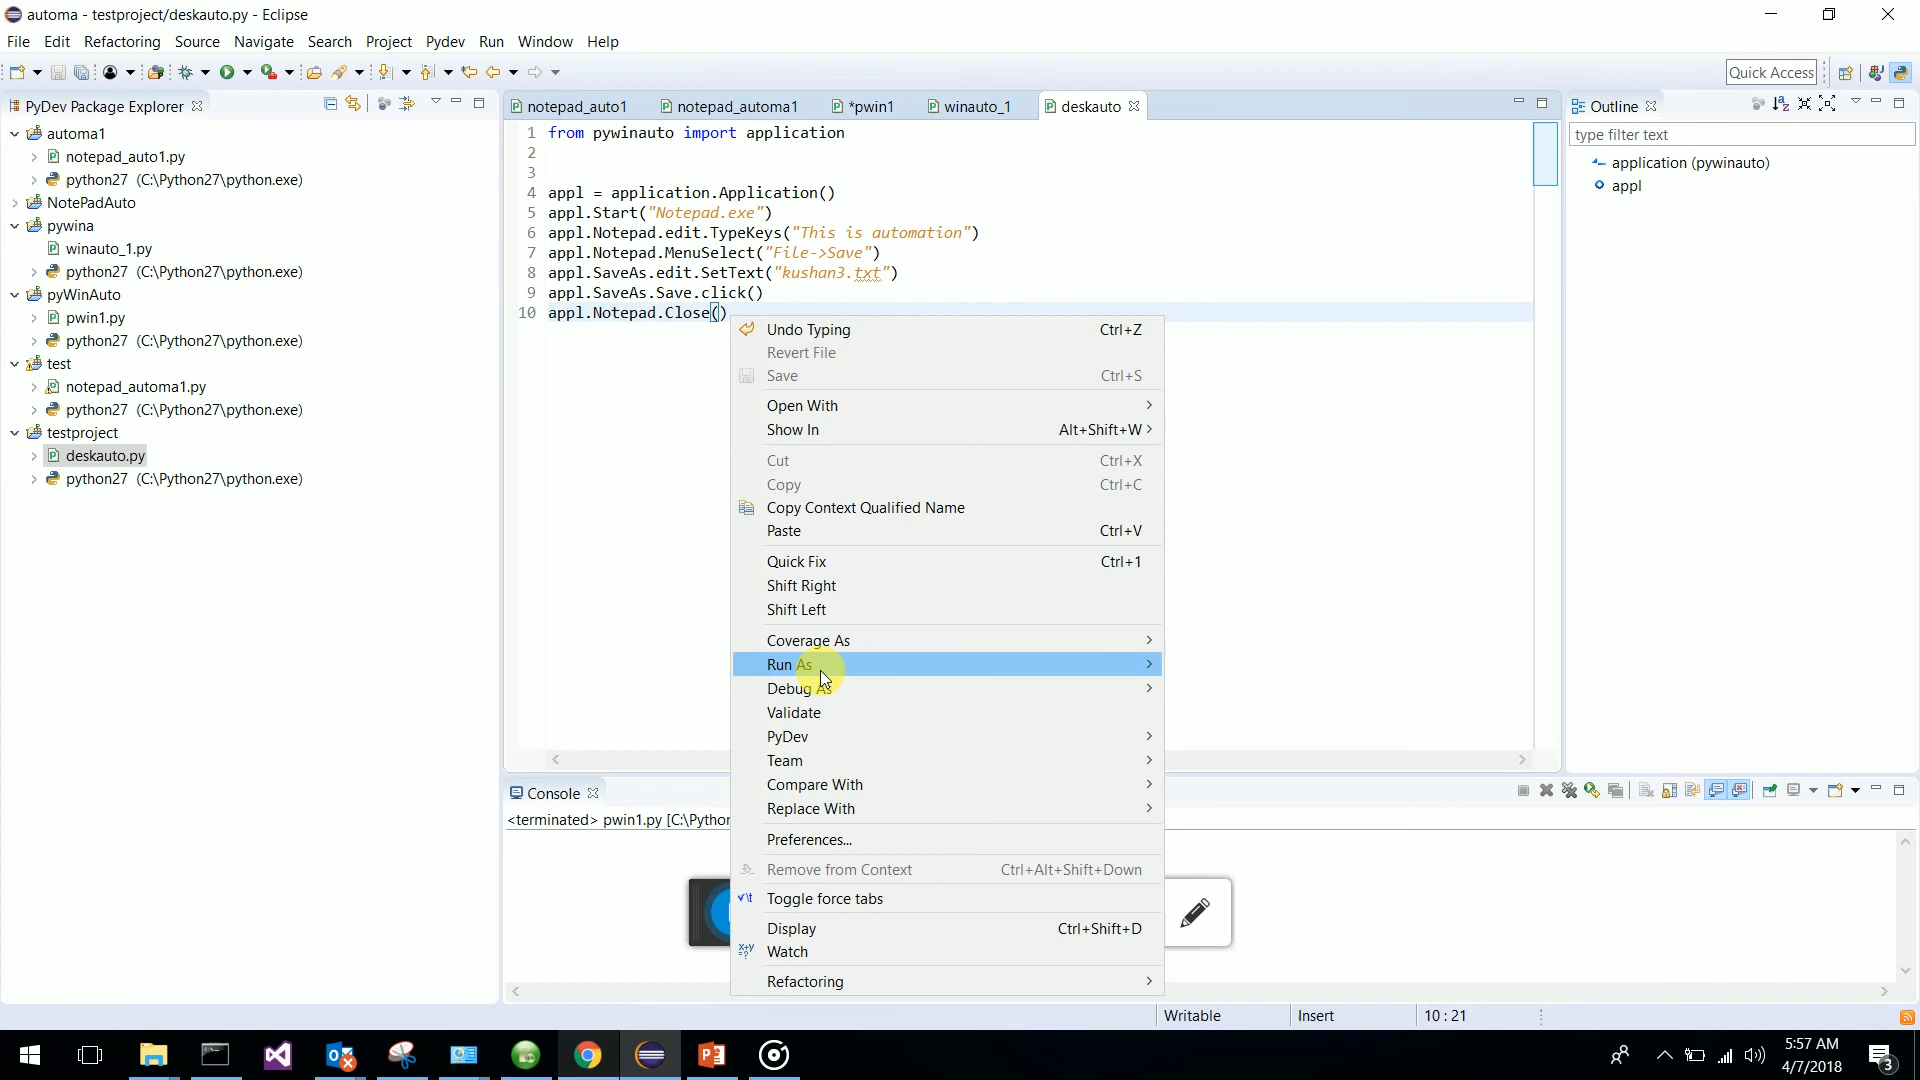 automa - testproject/deskauto.py - Eclipse
File Edit Refactoring Source Navigate Search Project Pydev Run Window Help
Quick Access
PyDev Package Explorer
automa1
notepad_auto1.py
python27 (C:\Python27\python.exe)
NotePadAuto
pywina
winauto_1.py
python27 (C:\Python27\python.exe)
pyWinAuto
pwin1.py
python27 (C:\Python27\python.exe)
test
notepad_automa1.py
python27 (C:\Python27\python.exe)
testproject
deskauto.py
python27 (C:\Python27\python.exe)
notepad_auto1 notepad_automa1 *pwin1 winauto_1 deskauto
1 from pywinauto import application
2
3
4 appl = application.Application()
5 appl.Start("Notepad.exe")
6 appl.Notepad.edit.TypeKeys("This is automation")
7 appl.Notepad.MenuSelect("File->Save")
8 appl.SaveAs.edit.SetText("kushan3.txt")
9 appl.SaveAs.Save.click()
10 appl.Notepad.Close()
Undo Typing Ctrl+Z
Revert File
Save Ctrl+S
Open With
Show In Alt+Shift+W
Cut Ctrl+X
Copy Ctrl+C
Copy Context Qualified Name
Paste Ctrl+V
Quick Fix Ctrl+1
Shift Right
Shift Left
Coverage As
Run As
Debug As
Validate
PyDev
Team
Compare With
Replace With
Preferences...
Remove from Context Ctrl+Alt+Shift+Down
Toggle force tabs
Display Ctrl+Shift+D
Watch
Refactoring
Outline
type filter text
application (pywinauto)
appl
Console
<terminated> pwin1.py [C:\Python
Writable Insert 10 : 21
5:57 AM
4/7/2018
3